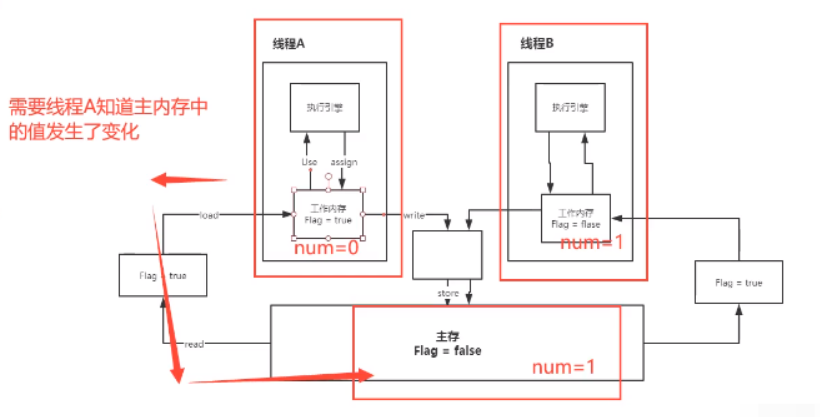 线程A
线程B
需要线程A知道主内存中
的值发生了变化
执行引擎
执行引擎
Use
assign
工作内存
Flag = true
工作内存
Flag = flase
load
write
num=0
num=1
Flag = true
Flag = true
store
read
主存
Flag = false
num=1